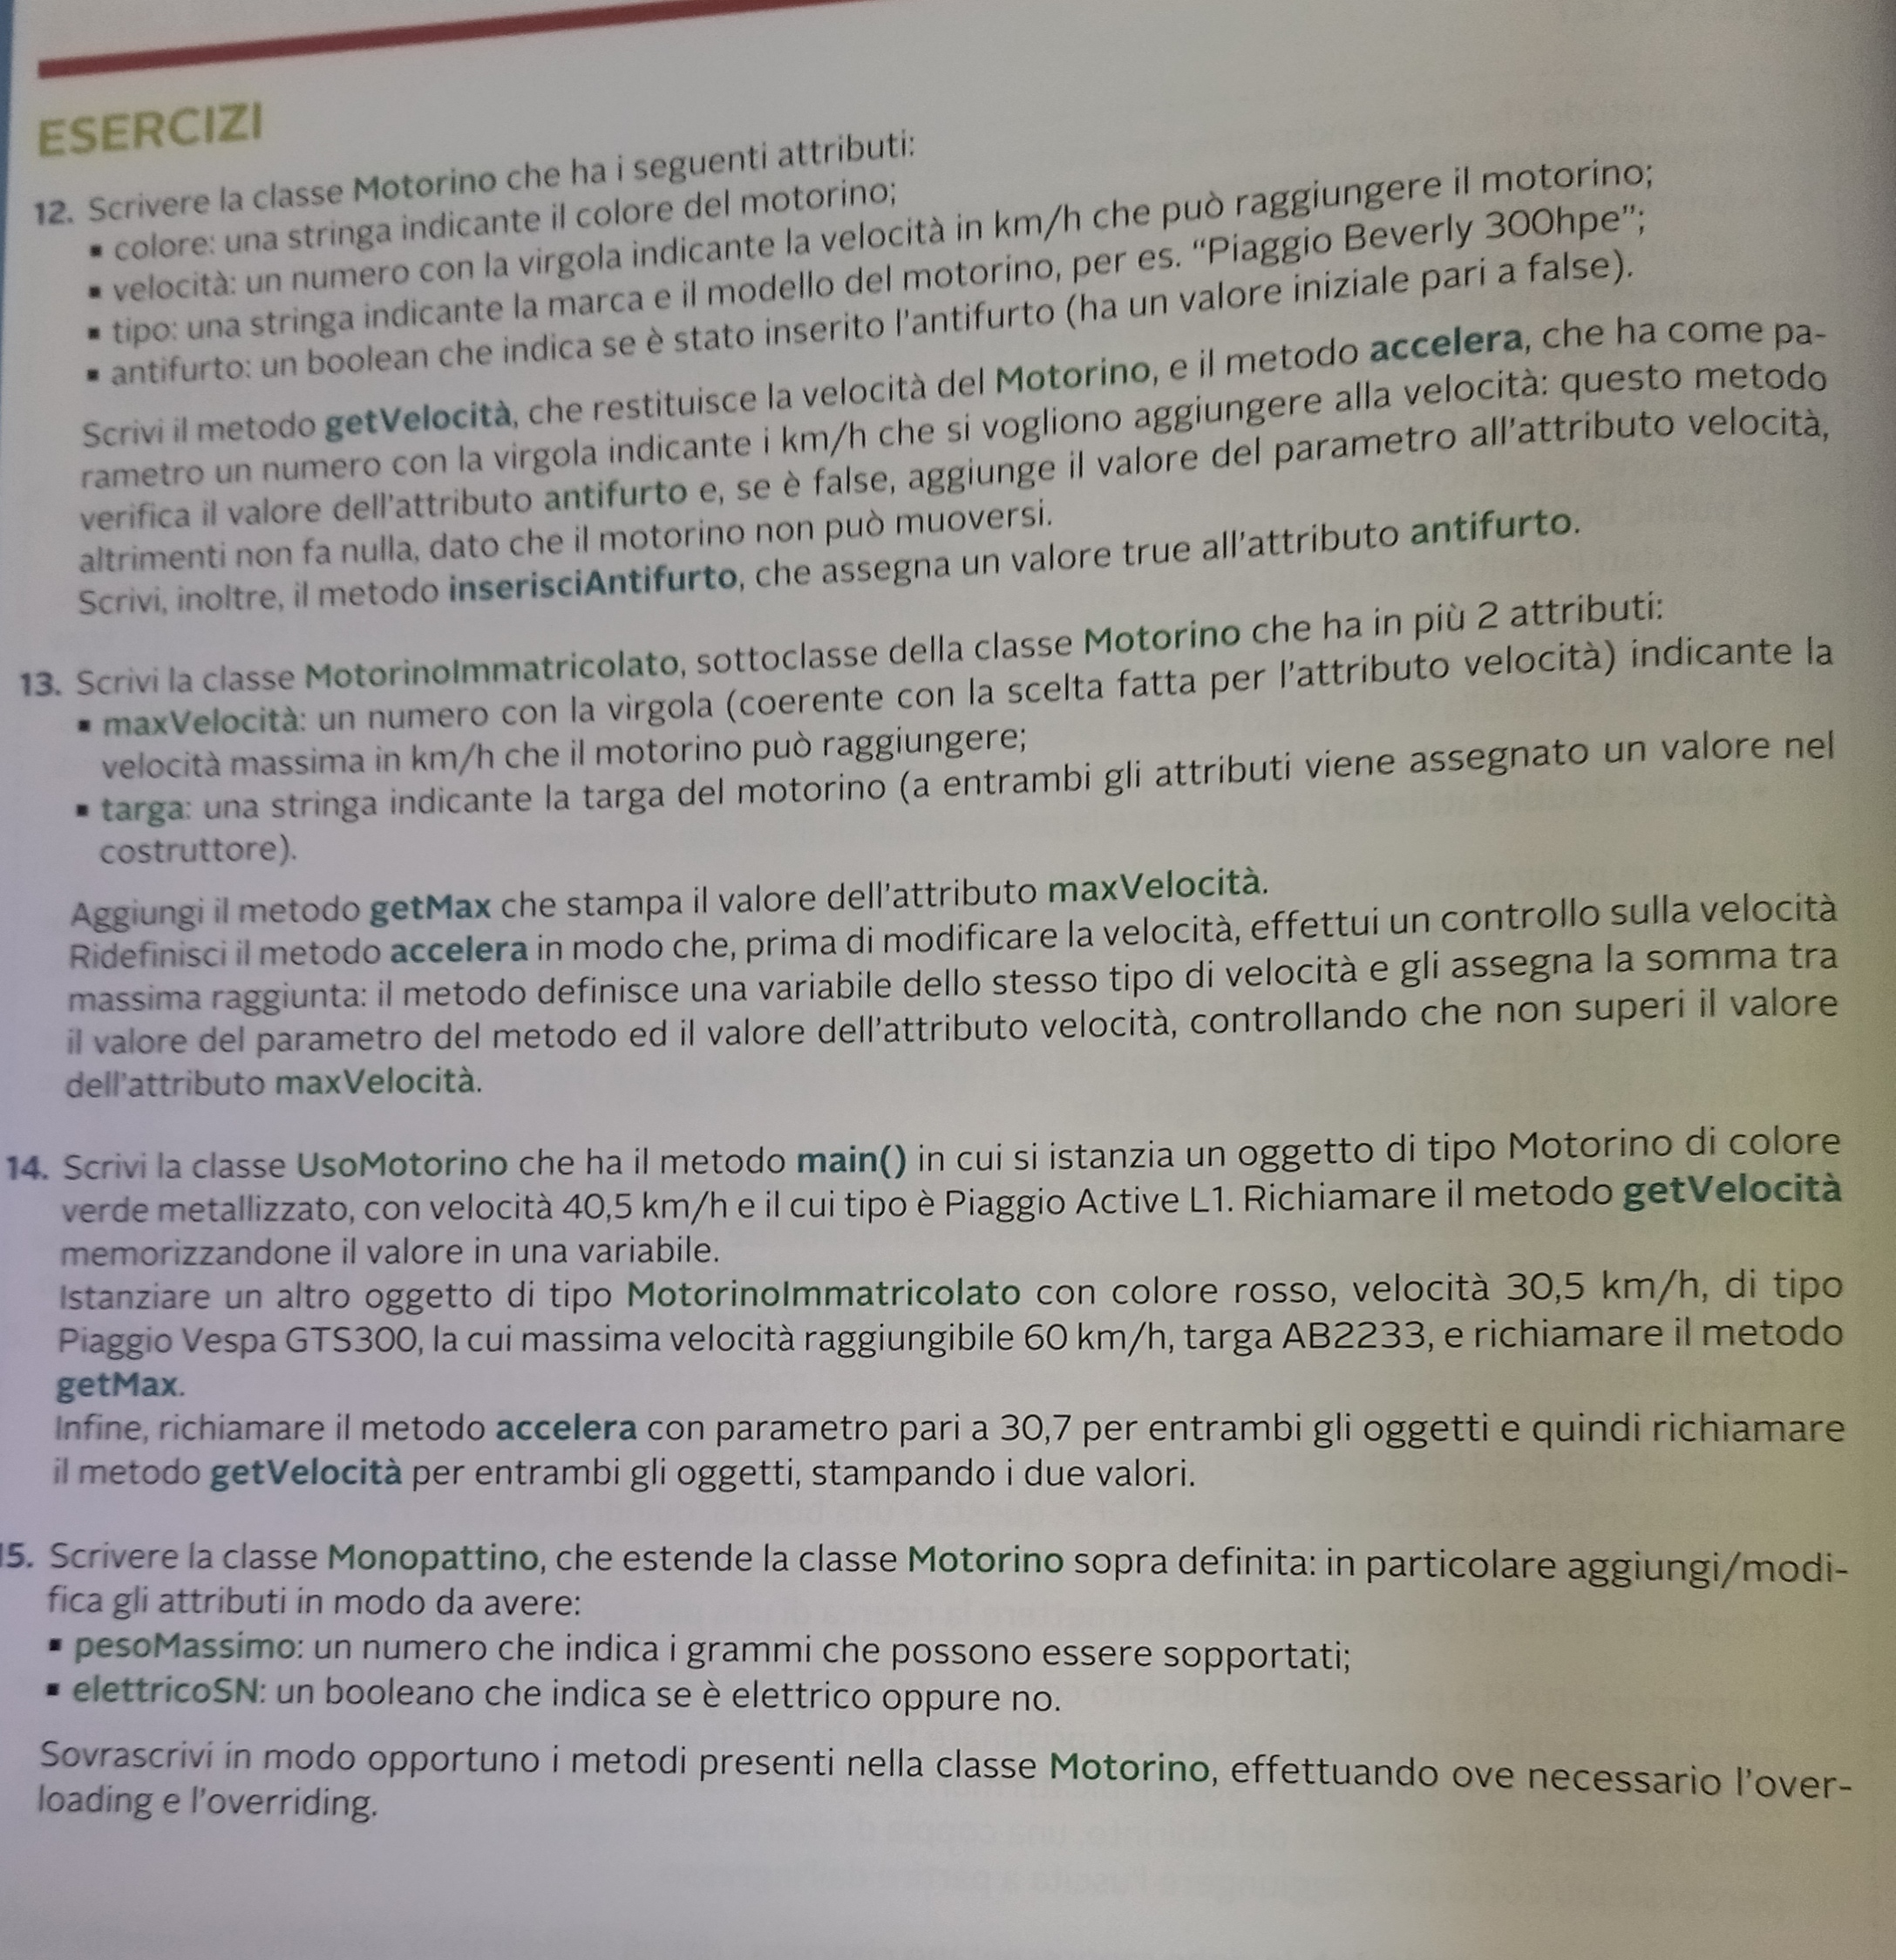 ESERCIZI
12. Scrivere la classe Motorino che ha i seguenti attributi:
▪ colore: una stringa indicante il colore del motorino;
▪ velocità: un numero con la virgola indicante la velocità in km/h che può raggiungere il motorino;
▪ tipo: una stringa indicante la marca e il modello del motorino, per es. “Piaggio Beverly 300hpe”;
▪ antifurto: un boolean che indica se è stato inserito l’antifurto (ha un valore iniziale pari a false).
Scrivi il metodo getVelocità, che restituisce la velocità del Motorino, e il metodo accelera, che ha come pa-
rametro un numero con la virgola indicante i km/h che si vogliono aggiungere alla velocità: questo metodo
verifica il valore dell’attributo antifurto e, se è false, aggiunge il valore del parametro all’attributo velocità,
altrimenti non fa nulla, dato che il motorino non può muoversi.
Scrivi, inoltre, il metodo inserisciAntifurto, che assegna un valore true all’attributo antifurto.
13. Scrivi la classe MotorinoImmatricolato, sottoclasse della classe Motorino che ha in più 2 attributi:
▪ maxVelocità: un numero con la virgola (coerente con la scelta fatta per l’attributo velocità) indicante la
velocità massima in km/h che il motorino può raggiungere;
▪ targa: una stringa indicante la targa del motorino (a entrambi gli attributi viene assegnato un valore nel
costruttore).
Aggiungi il metodo getMax che stampa il valore dell’attributo maxVelocità.
Ridefinisci il metodo accelera in modo che, prima di modificare la velocità, effettui un controllo sulla velocità
massima raggiunta: il metodo definisce una variabile dello stesso tipo di velocità e gli assegna la somma tra
il valore del parametro del metodo ed il valore dell’attributo velocità, controllando che non superi il valore
dell’attributo maxVelocità.
14. Scrivi la classe UsoMotorino che ha il metodo main() in cui si istanzia un oggetto di tipo Motorino di colore
verde metallizzato, con velocità 40,5 km/h e il cui tipo è Piaggio Active L1. Richiamare il metodo getVelocità
memorizzandone il valore in una variabile.
Istanziare un altro oggetto di tipo MotorinoImmatricolato con colore rosso, velocità 30,5 km/h, di tipo
Piaggio Vespa GTS300, la cui massima velocità raggiungibile 60 km/h, targa AB2233, e richiamare il metodo
getMax.
Infine, richiamare il metodo accelera con parametro pari a 30,7 per entrambi gli oggetti e quindi richiamare
il metodo getVelocità per entrambi gli oggetti, stampando i due valori.
15. Scrivere la classe Monopattino, che estende la classe Motorino sopra definita: in particolare aggiungi/modi-
fica gli attributi in modo da avere:
▪ pesoMassimo: un numero che indica i grammi che possono essere sopportati;
▪ elettricoSN: un booleano che indica se è elettrico oppure no.
Sovrascrivi in modo opportuno i metodi presenti nella classe Motorino, effettuando ove necessario l’over-
loading e l’overriding.